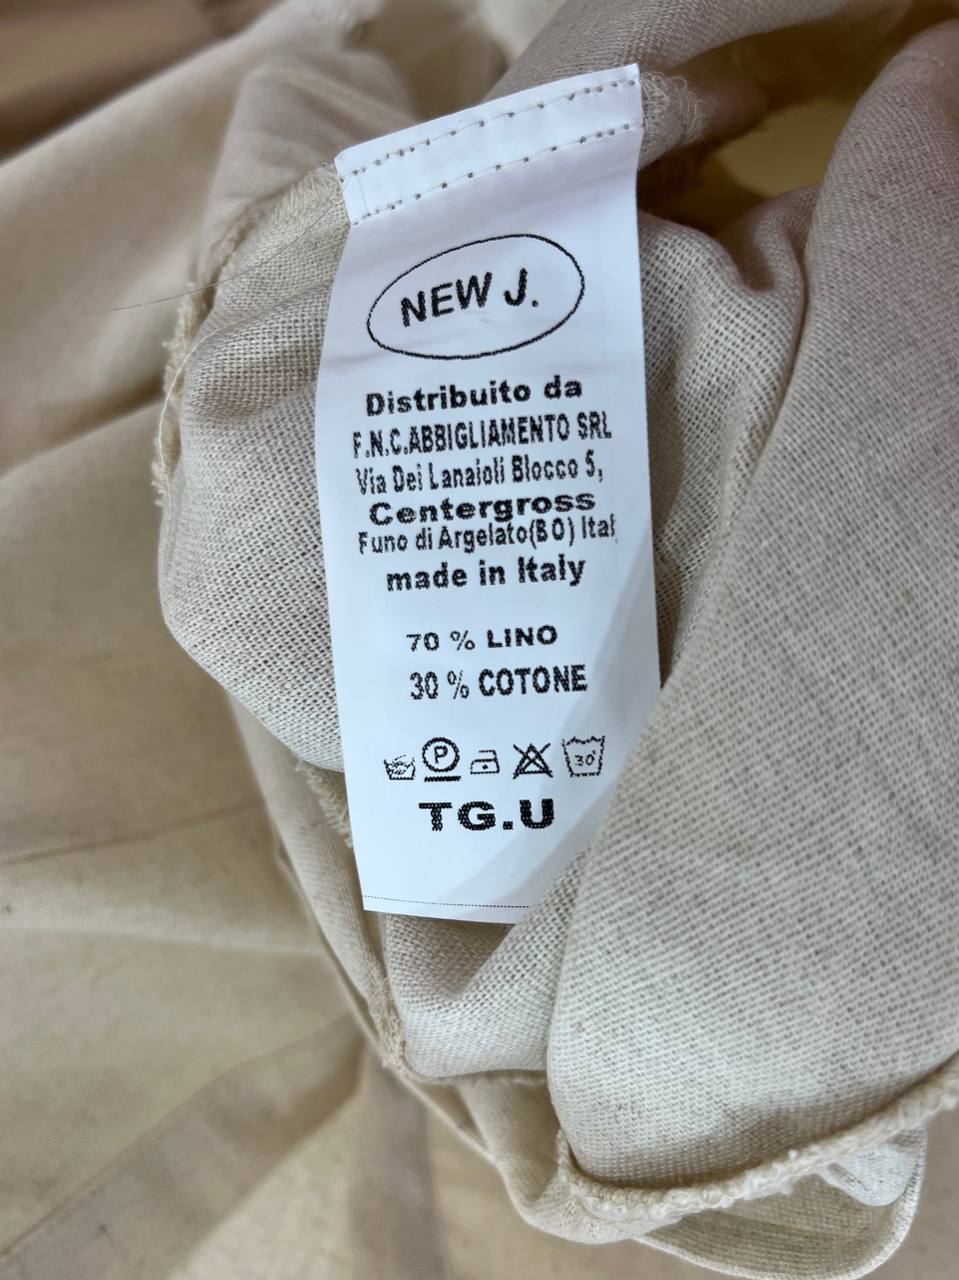 NEW J.
Distribuito da
F.N.C.ABBIGLIAMENTO SRL
Via Dei Lanaioli Blocco 5,
Centergross
Funo di Argelato(BO) Ital
made in Italy
70 % LINO
30 % COTONE
P 30°
TG.U